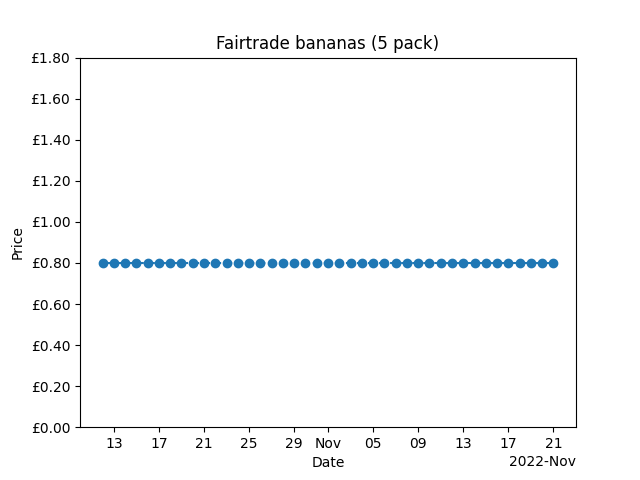 Fairtrade bananas (5 pack)
£1.80
£1.60
£1.40
£1.20
£1.00
£0.80
£0.60
£0.40
£0.20
£0.00
Price
13 17 21 25 29 Nov 05 09 13 17 21
Date
2022-Nov